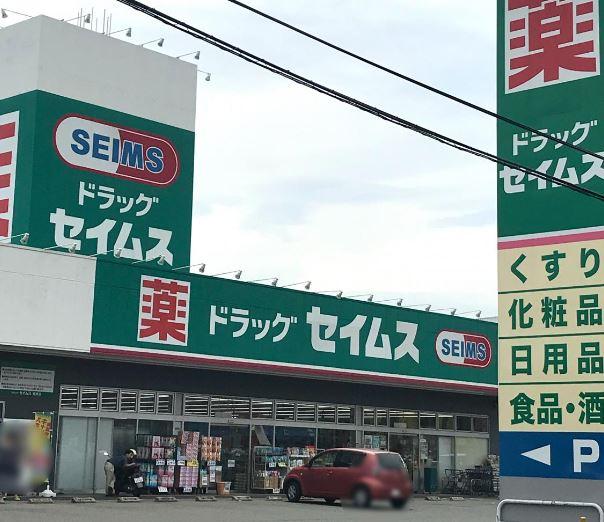 SEIMS
ドラッグ
セイムス
薬 ドラッグ セイムス SEIMS
薬
ドラッグ
セイムス
くすり
化粧品
日用品
食品・酒
P